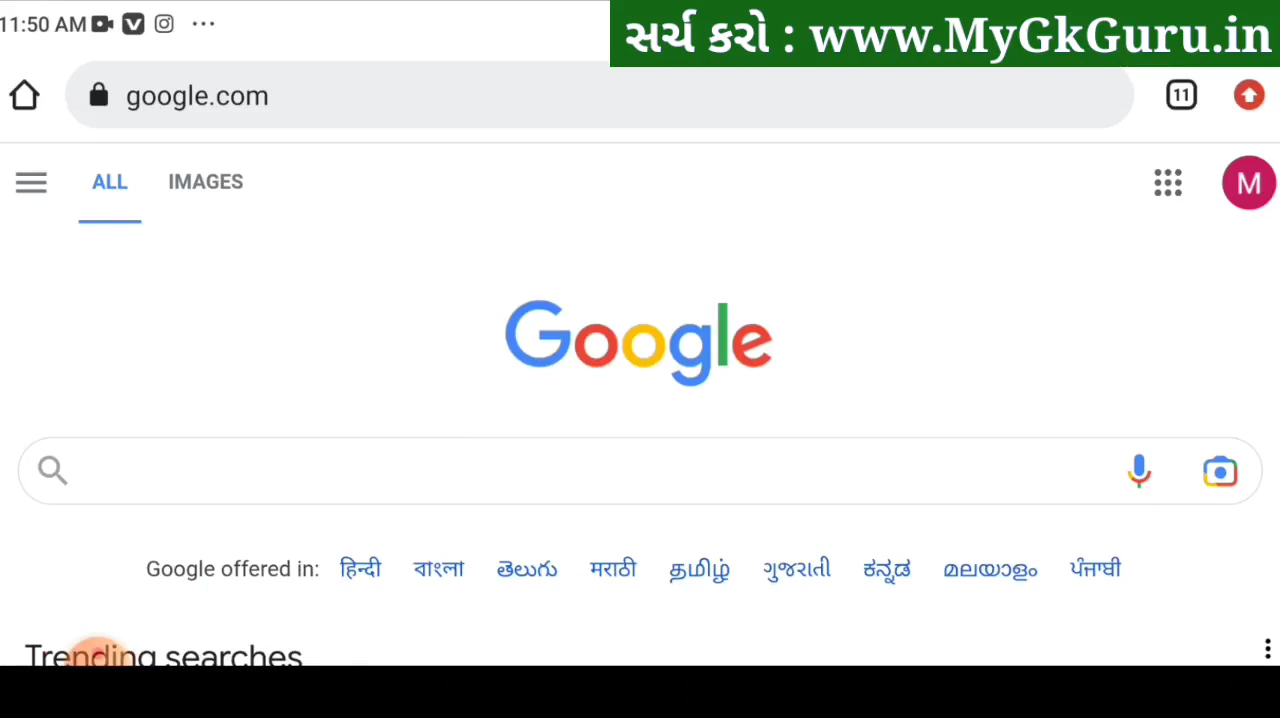 11:50 AM
સર્ચ કરો : www.MyGkGuru.in
google.com
11
ALL IMAGES
M
Google
Google offered in: हिन्दी বাংলা తెలుగు मराठी தமிழ் ગુજરાતી ಕನ್ನಡ മലയാളം ਪੰਜਾਬੀ
Trending searches